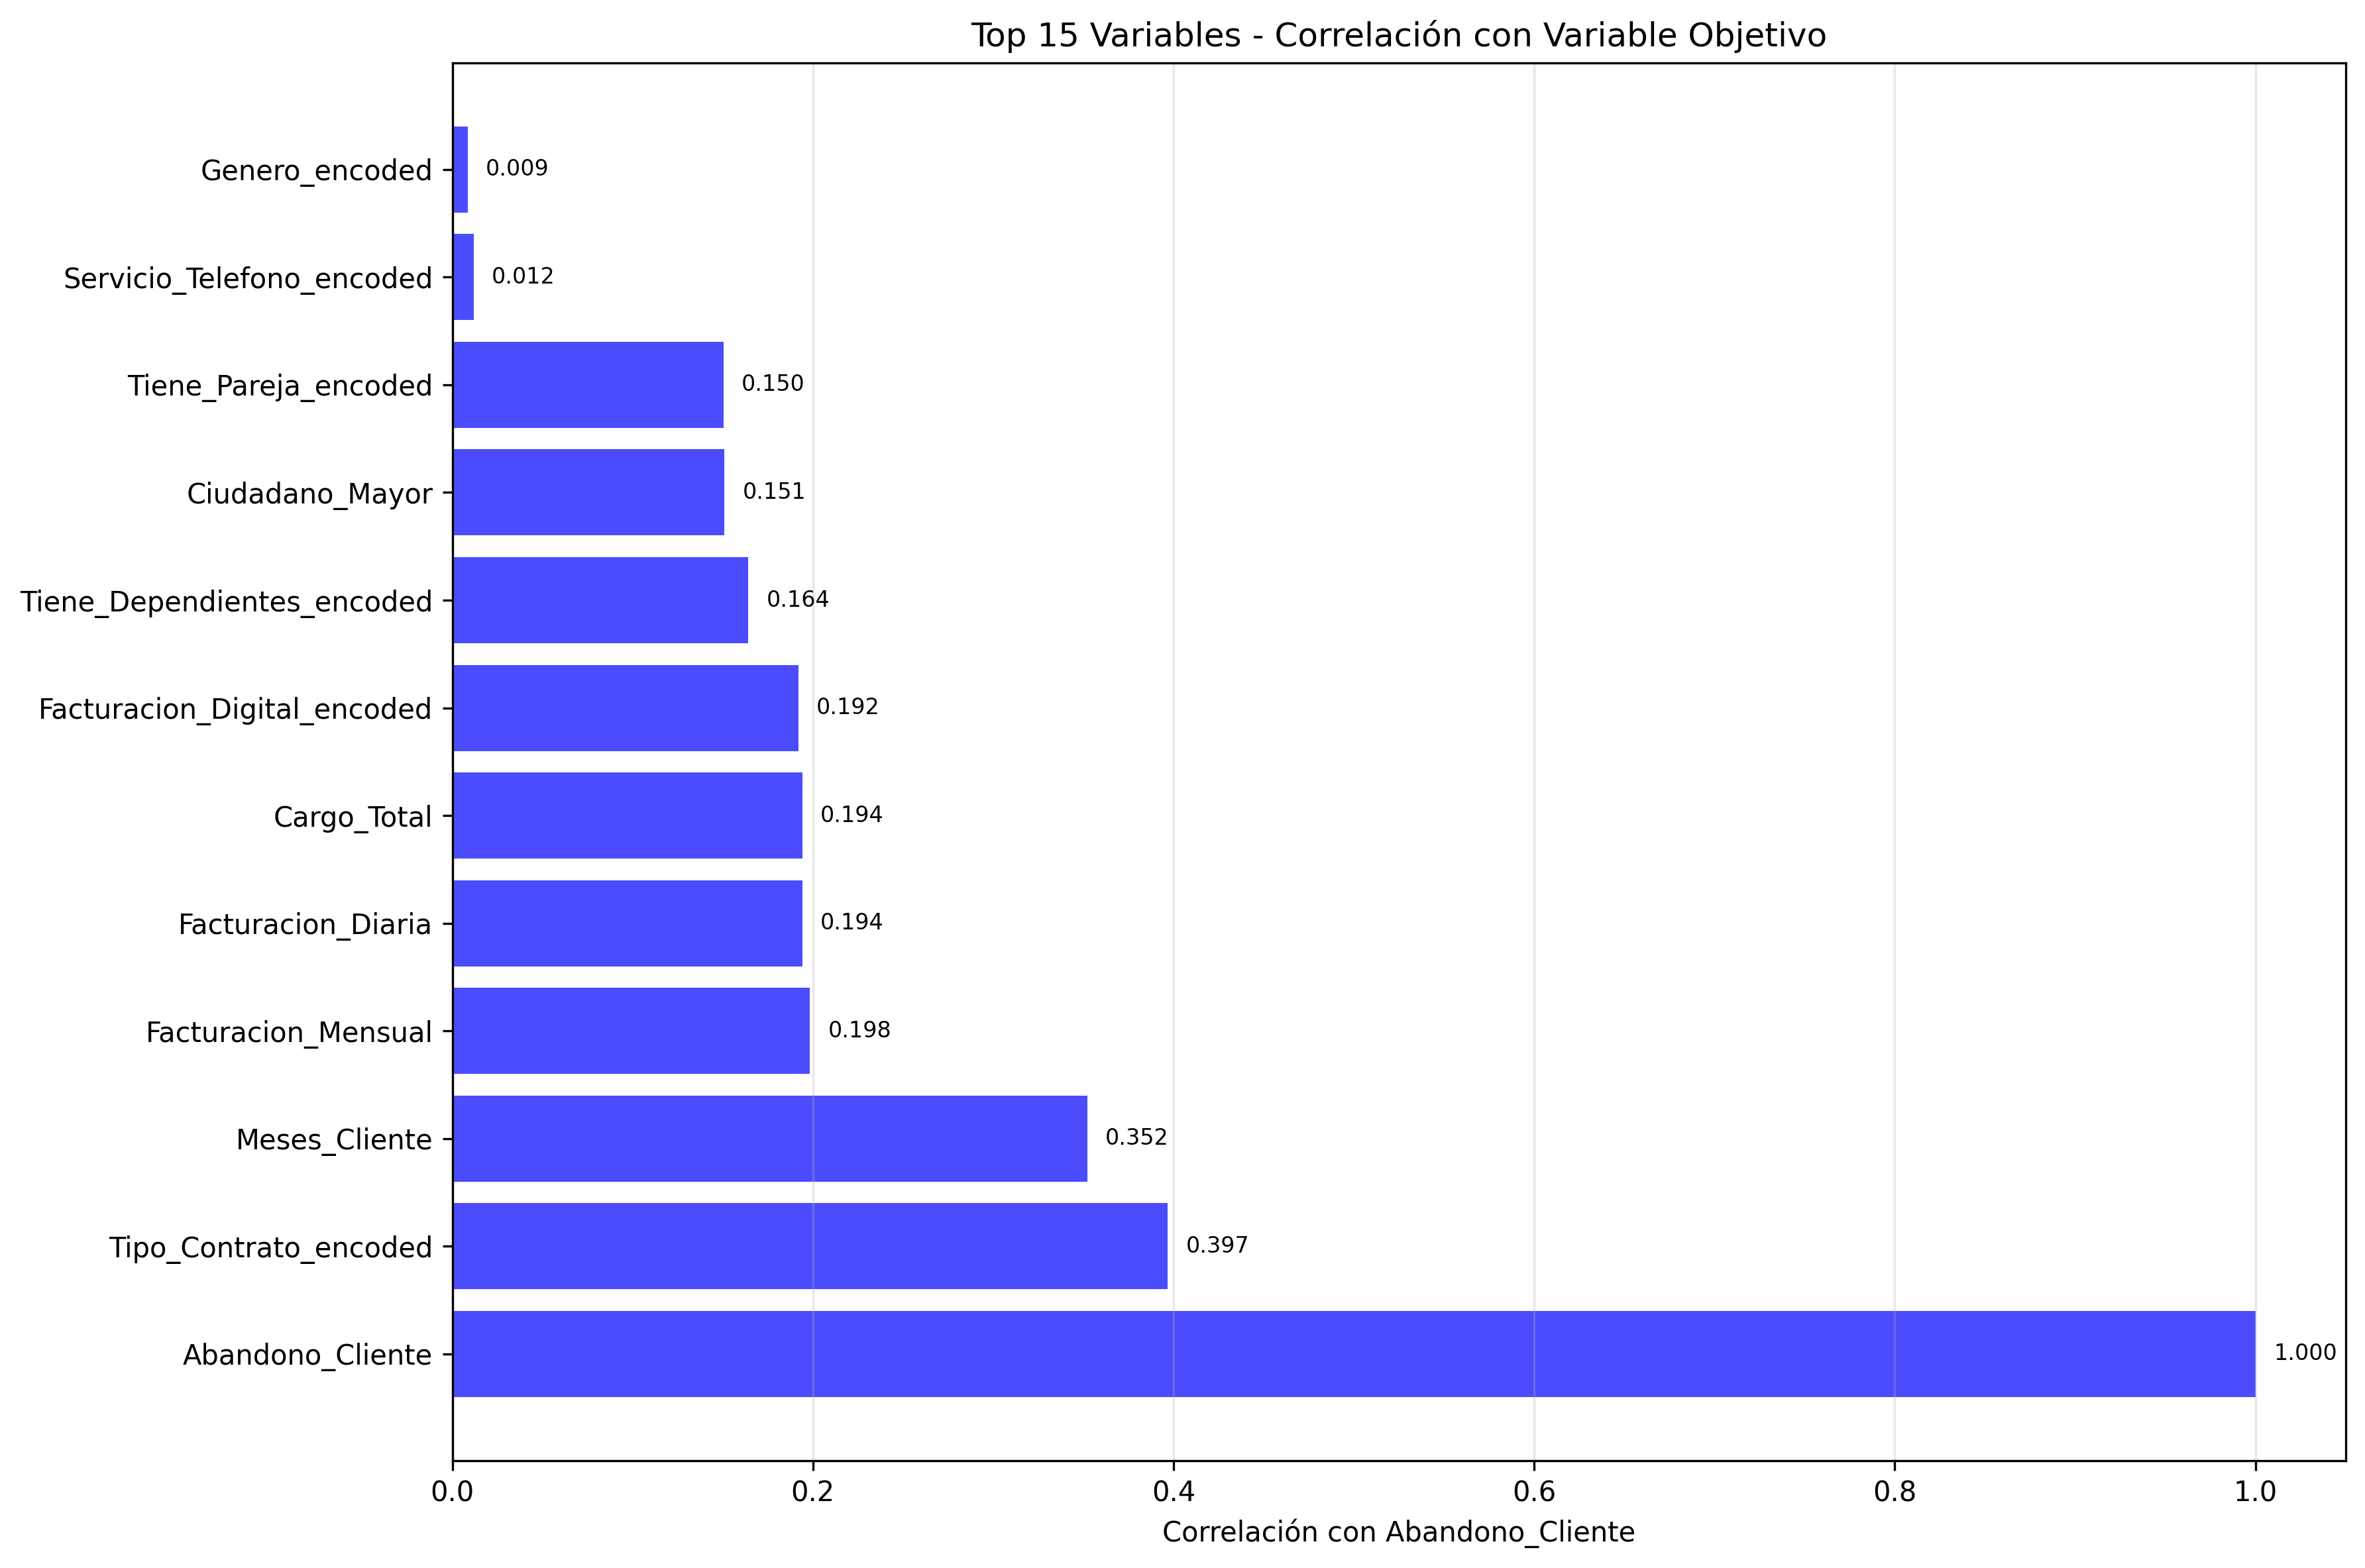 Top 15 Variables - Correlación con Variable Objetivo
Genero_encoded 0.009
Servicio_Telefono_encoded 0.012
Tiene_Pareja_encoded 0.150
Ciudadano_Mayor 0.151
Tiene_Dependientes_encoded 0.164
Facturacion_Digital_encoded 0.192
Cargo_Total 0.194
Facturacion_Diaria 0.194
Facturacion_Mensual 0.198
Meses_Cliente 0.352
Tipo_Contrato_encoded 0.397
Abandono_Cliente 1.000
0.0 0.2 0.4 0.6 0.8 1.0
Correlación con Abandono_Cliente